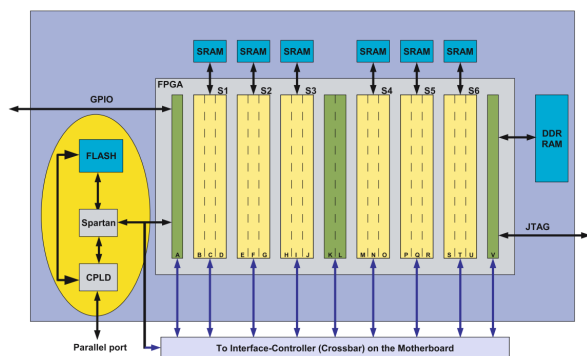 SRAM SRAM SRAM SRAM SRAM SRAM
FPGA
S1 S2 S3 S4 S5 S6
GPIO
DDR
RAM
FLASH
Spartan
CPLD
JTAG
A B C D E F G H I J K L M N O P Q R S T U V
Parallel port
To Interface-Controller (Crossbar) on the Motherboard